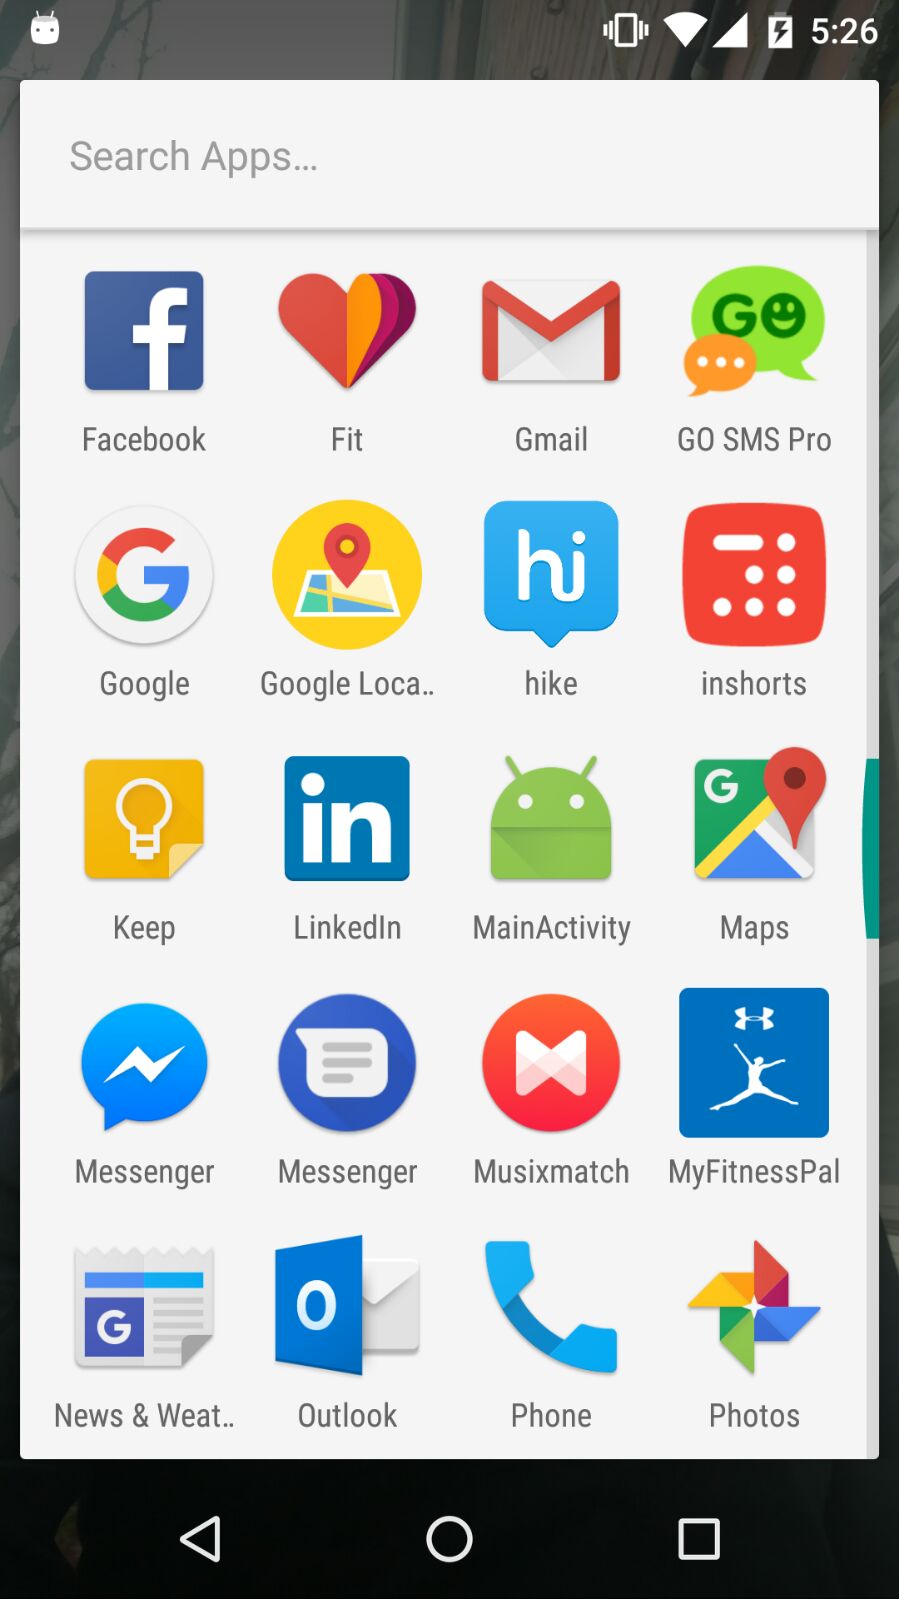 5:26
Search Apps...
Facebook Fit Gmail GO SMS Pro
Google Google Loca.. hike inshorts
Keep LinkedIn MainActivity Maps
Messenger Messenger Musixmatch MyFitnessPal
News & Weat.. Outlook Phone Photos